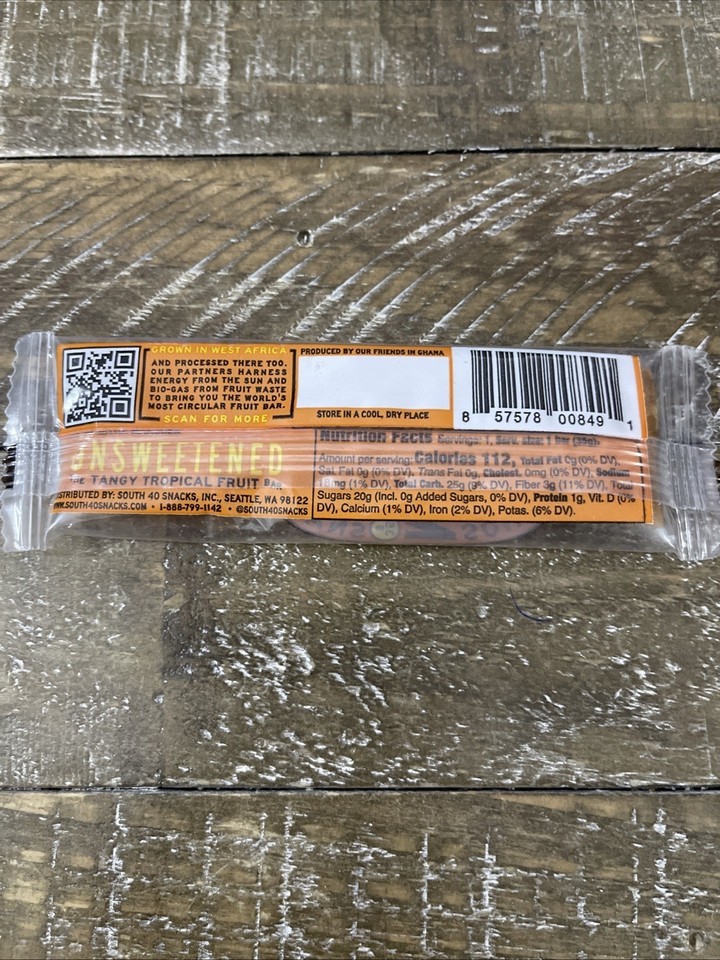 GROWN IN WEST AFRICA
AND PROCESSED THERE TOO.
OUR PARTNERS HARNESS
ENERGY FROM THE SUN AND
BIO-GAS FROM FRUIT WASTE
TO BRING YOU THE WORLD'S
MOST CIRCULAR FRUIT BAR.
SCAN FOR MORE
PRODUCED BY OUR FRIENDS IN GHANA
STORE IN A COOL, DRY PLACE
8 57578 00849 1
UNSWEETENED
THE TANGY TROPICAL FRUIT BAR
DISTRIBUTED BY: SOUTH 40 SNACKS, INC., SEATTLE, WA 98122
WWW.SOUTH40SNACKS.COM • 1-888-799-1142 • @SOUTH40SNACKS
Nutrition Facts Servings: 1, Serv. size: 1 bar (35g),
Amount per serving: Calories 112, Total Fat 0g (0% DV),
Sat. Fat 0g (0% DV), Trans Fat 0g, Cholest. 0mg (0% DV), Sodium
18mg (1% DV), Total Carb. 25g (9% DV), Fiber 3g (11% DV), Total
Sugars 20g (Incl. 0g Added Sugars, 0% DV), Protein 1g, Vit. D (0%
DV), Calcium (1% DV), Iron (2% DV), Potas. (6% DV).